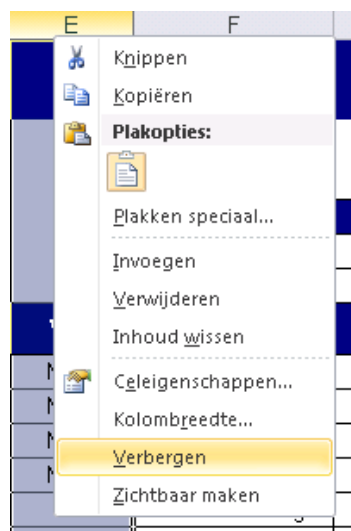 E F
Knippen
Kopiëren
Plakopties:
Plakken speciaal...
Invoegen
Verwijderen
Inhoud wissen
Celeigenschappen...
Kolombreedte...
Verbergen
Zichtbaar maken